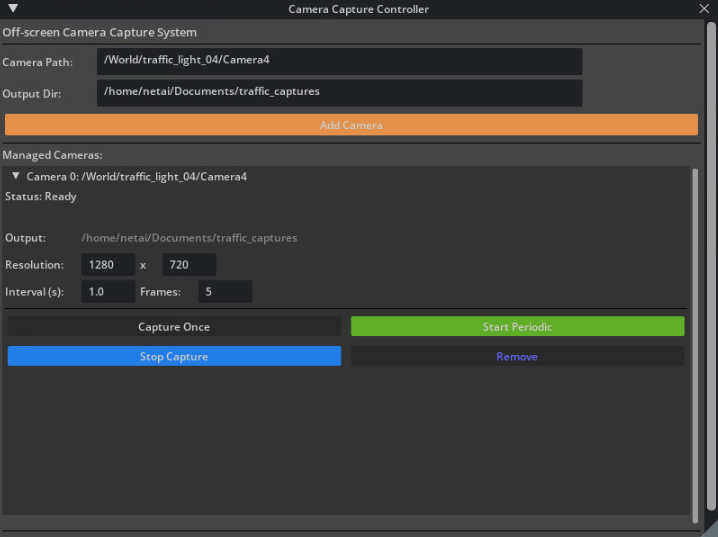 Camera Capture Controller
Off-screen Camera Capture System
Camera Path: /World/traffic_light_04/Camera4
Output Dir: /home/netai/Documents/traffic_captures
Add Camera
Managed Cameras:
Camera 0: /World/traffic_light_04/Camera4
Status: Ready
Output: /home/netai/Documents/traffic_captures
Resolution: 1280 x 720
Interval (s): 1.0 Frames: 5
Capture Once Start Periodic
Stop Capture Remove